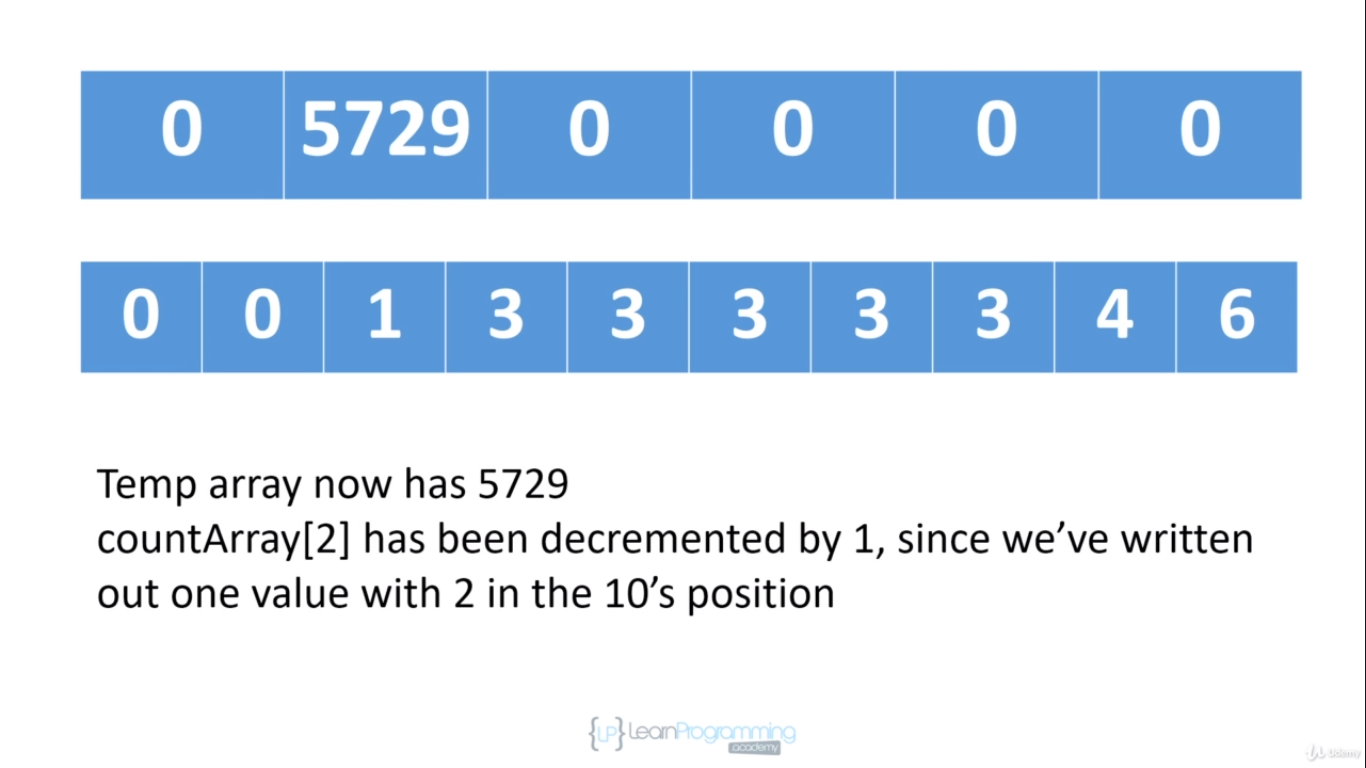 0 5729 0 0 0 0
0 0 1 3 3 3 3 3 4 6
Temp array now has 5729
countArray[2] has been decremented by 1, since we’ve written
out one value with 2 in the 10’s position
{LP} LearnProgramming
academy
Udemy